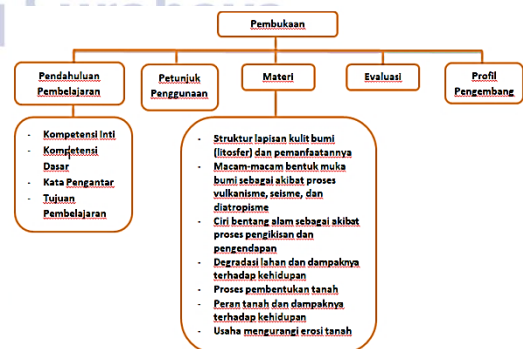 Pembukaan
Pendahuluan
Pembelajaran
Petunjuk
Penggunaan
Materi
Evaluasi
Profil
Pengembang
- Kompetensi Inti
- Kompetensi
Dasar
- Kata Pengantar
- Tujuan
Pembelajaran
- Struktur lapisan kulit bumi
(litosfer) dan pemanfaatannya
- Macam-macam bentuk muka
bumi sebagai akibat proses
vulkanisme, seisme, dan
diatropisme
- Ciri bentang alam sebagai akibat
proses pengikisan dan
pengendapan
- Degradasi lahan dan dampaknya
terhadap kehidupan
- Proses pembentukan tanah
- Peran tanah dan dampaknya
terhadap kehidupan
- Usaha mengurangi erosi tanah